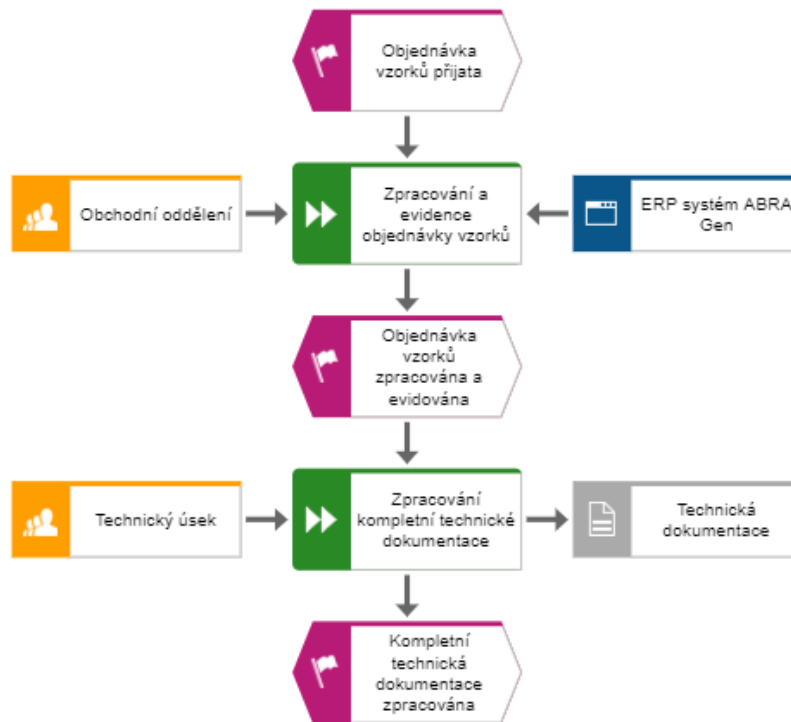 Objednávka
vzorků přijata
Obchodní oddělení
Zpracování a
evidence
objednávky vzorků
ERP systém ABRA
Gen
Objednávka
vzorků
zpracována a
evidována
Technický úsek
Zpracování
kompletní technické
dokumentace
Technická
dokumentace
Kompletní
technická
dokumentace
zpracována